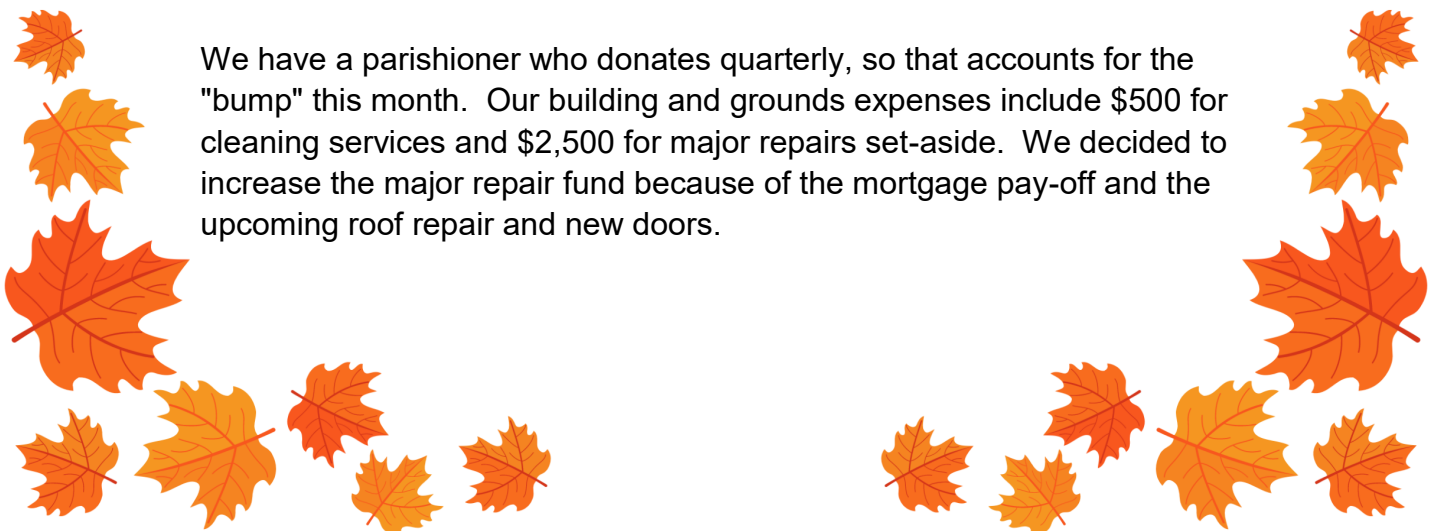 We have a parishioner who donates quarterly, so that accounts for the
"bump" this month.  Our building and grounds expenses include $500 for
cleaning services and $2,500 for major repairs set-aside.  We decided to
increase the major repair fund because of the mortgage pay-off and the
upcoming roof repair and new doors.